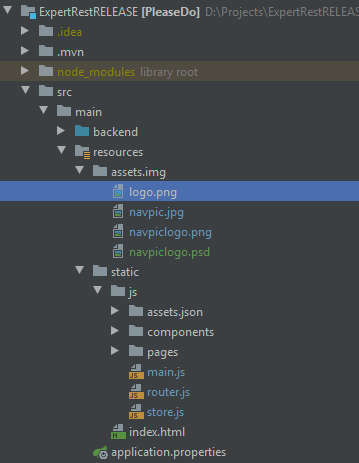 ExpertRestRELEASE [PleaseDo] D:\Projects\ExpertRestRELEAS
.idea
.mvn
node_modules library root
src
main
backend
resources
assets.img
logo.png
navpic.jpg
navpiclogo.png
navpiclogo.psd
static
js
assets.json
components
pages
main.js
router.js
store.js
index.html
application.properties